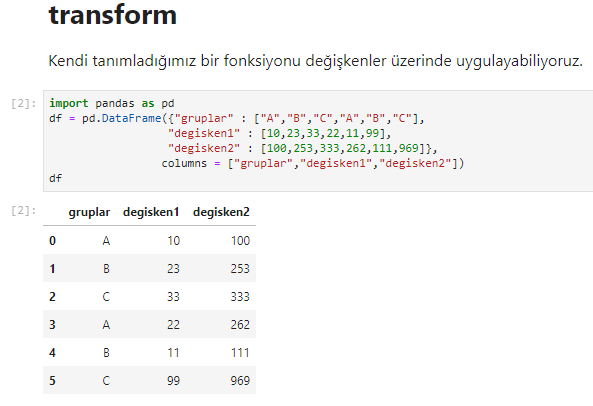 transform
Kendi tanımladığımız bir fonksiyonu değişkenler üzerinde uygulayabiliyoruz.
[2]: import pandas as pd
df = pd.DataFrame({"gruplar" : ["A","B","C","A","B","C"],
"degisken1" : [10,23,33,22,11,99],
"degisken2" : [100,253,333,262,111,969]},
columns = ["gruplar","degisken1","degisken2"])
df
[2]: gruplar degisken1 degisken2
0 A 10 100
1 B 23 253
2 C 33 333
3 A 22 262
4 B 11 111
5 C 99 969